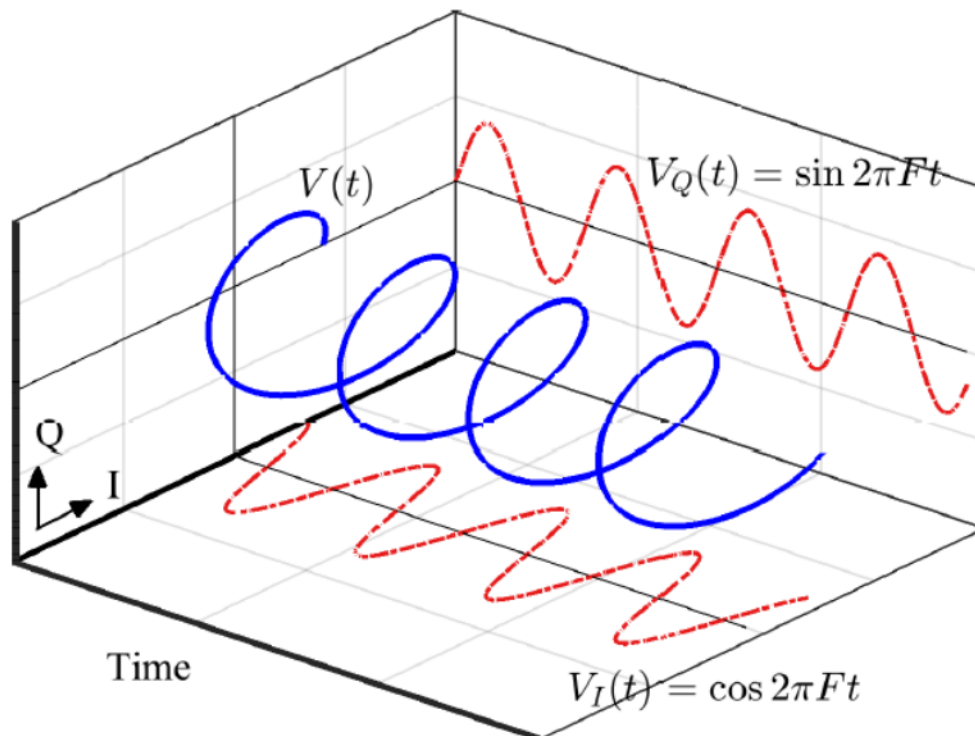 V(t)
V_Q(t) = sin 2πFt
Q
I
Time
V_I(t) = cos 2πFt